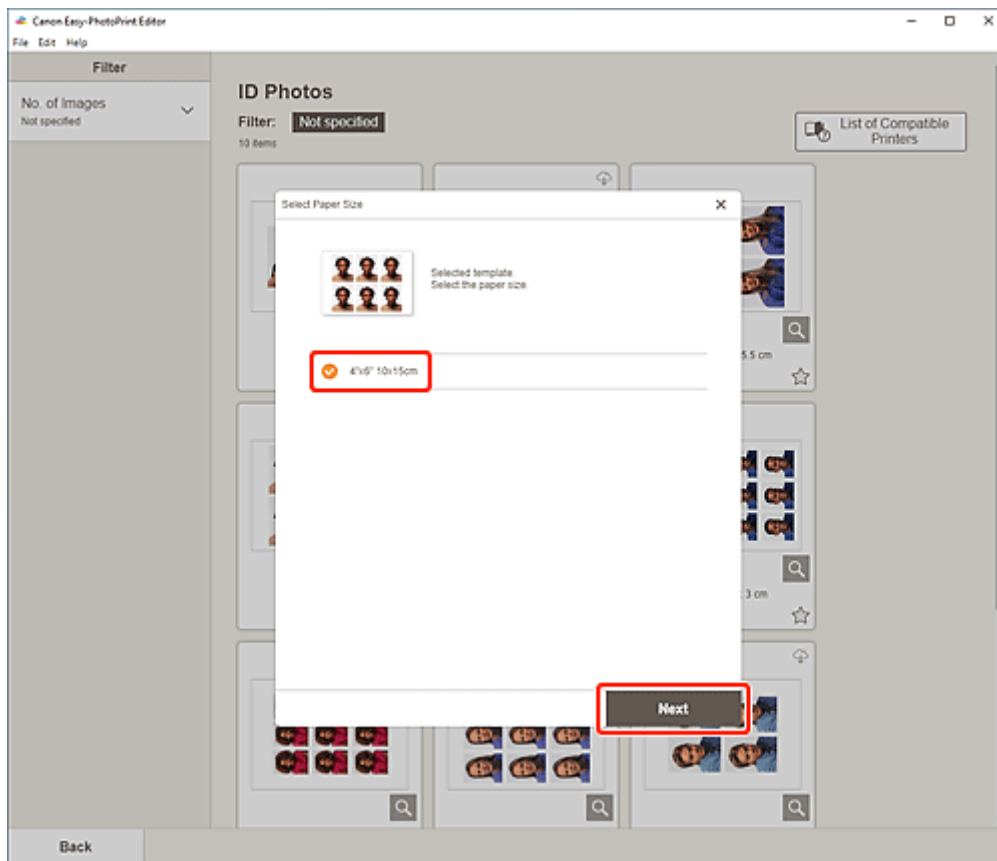 Canon Easy-PhotoPrint Editor
File Edit Help
Filter
No. of Images
Not specified
ID Photos
Filter: Not specified
10 items
List of Compatible
Printers
Select Paper Size
Selected template.
Select the paper size.
4"x6" 10x15cm
5.5 cm
3 cm
Next
Back